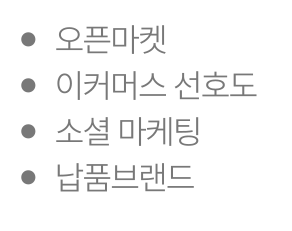 ● 오픈마켓
● 이커머스 선호도
● 소셜 마케팅
● 납품브랜드